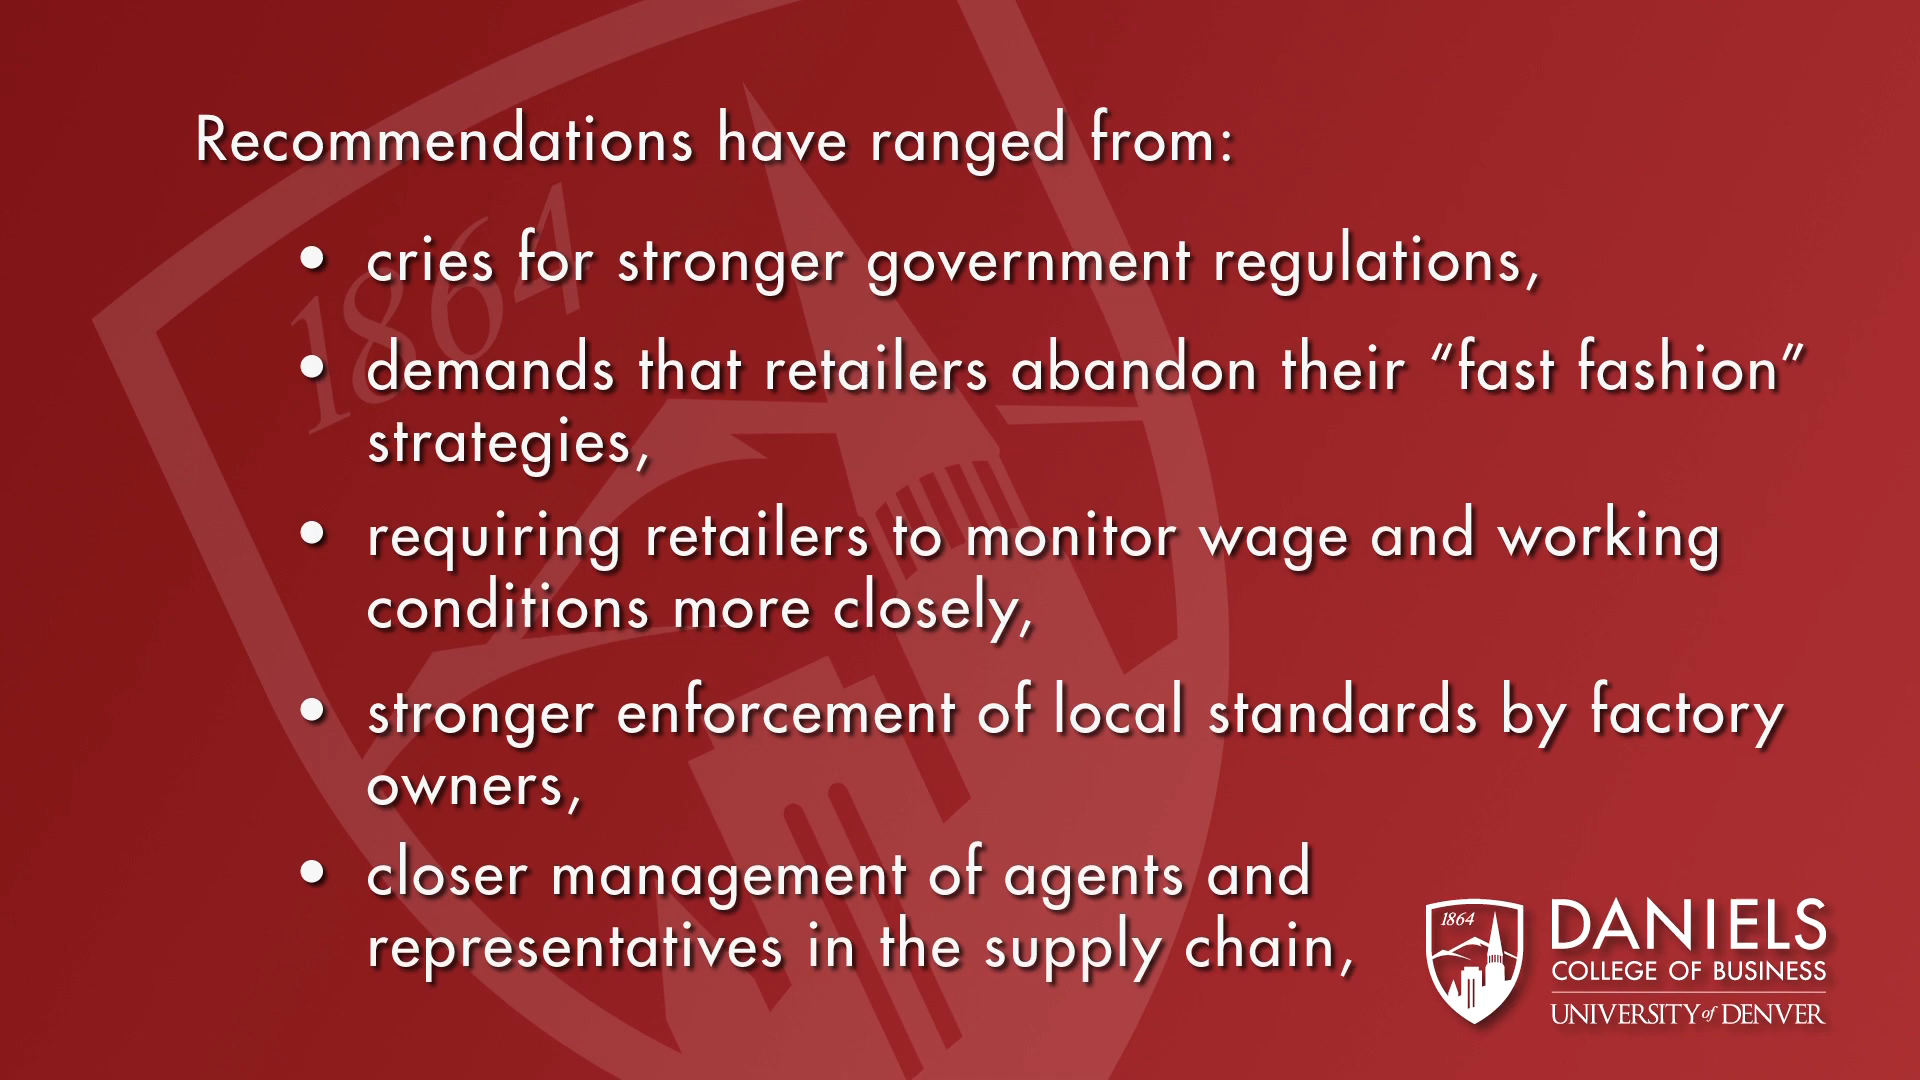 Recommendations have ranged from:
• cries for stronger government regulations,
• demands that retailers abandon their “fast fashion”
strategies,
• requiring retailers to monitor wage and working
conditions more closely,
• stronger enforcement of local standards by factory
owners,
• closer management of agents and
representatives in the supply chain,
1864
1864
DANIELS
COLLEGE OF BUSINESS
UNIVERSITY of DENVER